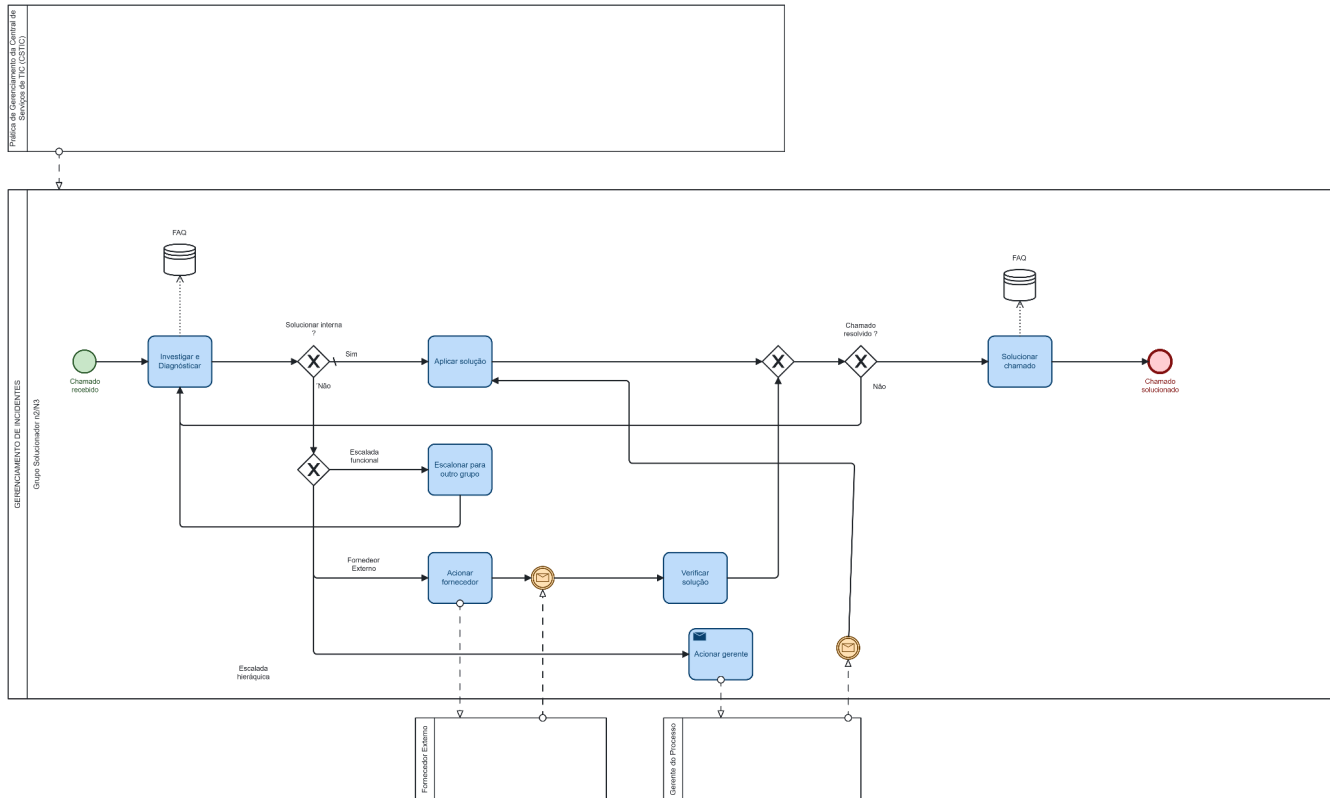 Prática de Gerenciamento da Central de
Serviços de TIC (CSTIC)
GERENCIAMENTO DE INCIDENTES
Grupo Solucionador n2/N3
FAQ
FAQ
Solucionar interna
?
Chamado
resolvido ?
Chamado
recebido
Investigar e
Diagnósticar
Sim
Aplicar solução
Solucionar
chamado
Chamado
solucionado
Não
Não
Escalada
funcional
Escalonar para
outro grupo
Fornedeor
Externo
Acionar
fornecedor
Verificar
solução
Acionar gerente
Escalada
hieráquica
Fornecedor Externo
Gerente do Processo